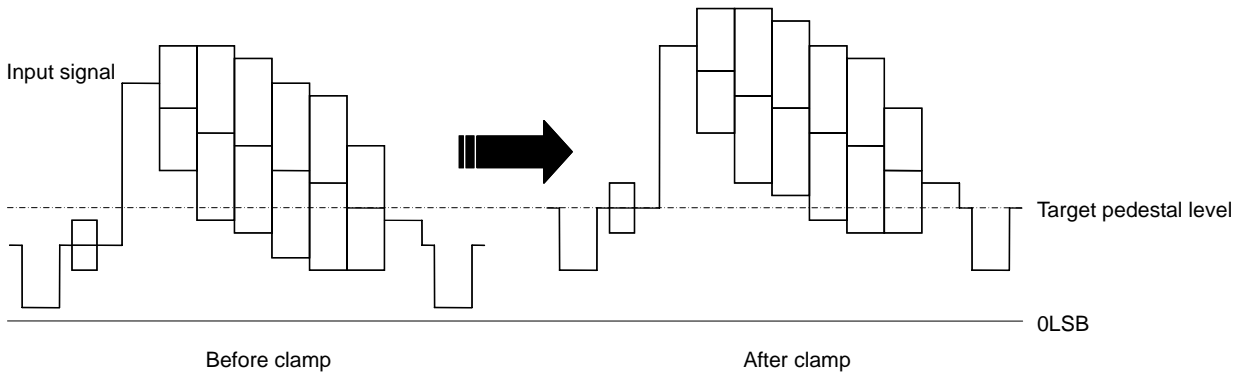 Input signal
Target pedestal level
0LSB
Before clamp
After clamp